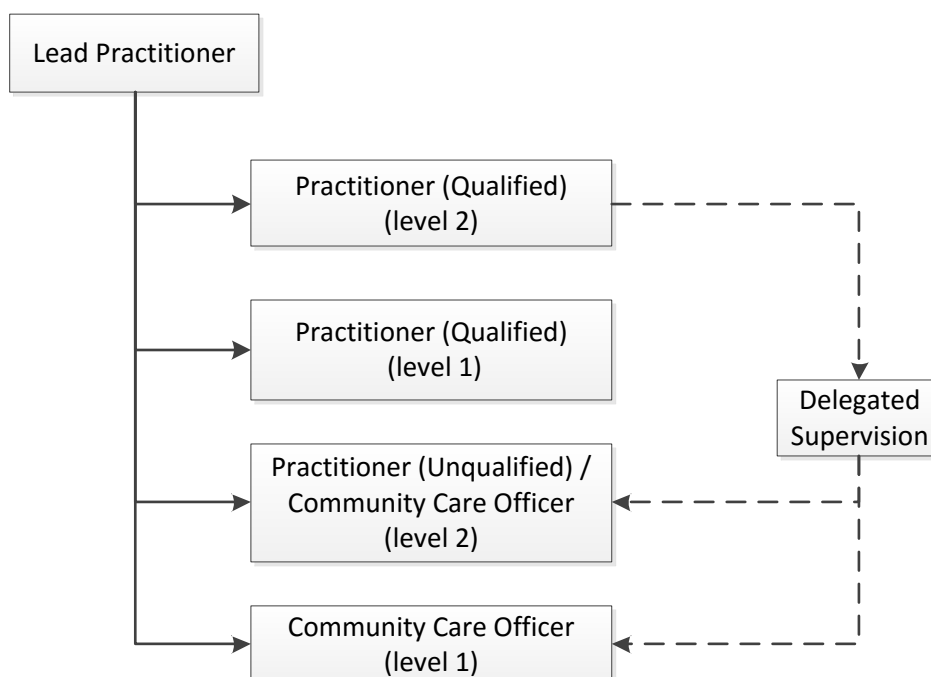 Lead Practitioner
Practitioner (Qualified)
(level 2)
Practitioner (Qualified)
(level 1)
Delegated
Supervision
Practitioner (Unqualified) /
Community Care Officer
(level 2)
Community Care Officer
(level 1)